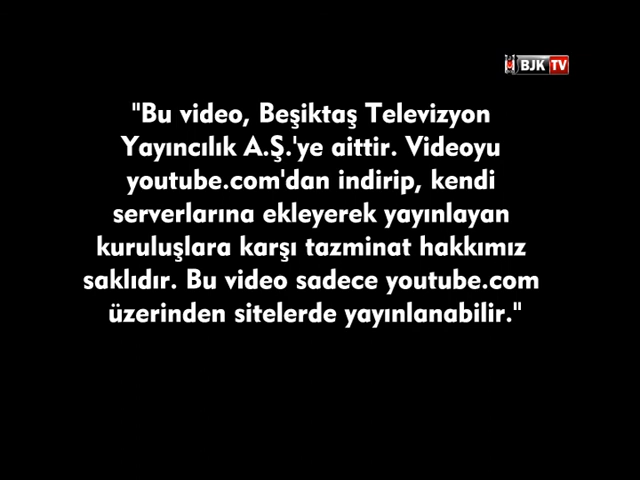 BJK TV
"Bu video, Beşiktaş Televizyon
Yayıncılık A.Ş.'ye aittir. Videoyu
youtube.com'dan indirip, kendi
serverlarına ekleyerek yayınlayan
kuruluşlara karşı tazminat hakkımız
saklıdır. Bu video sadece youtube.com
üzerinden sitelerde yayınlanabilir."